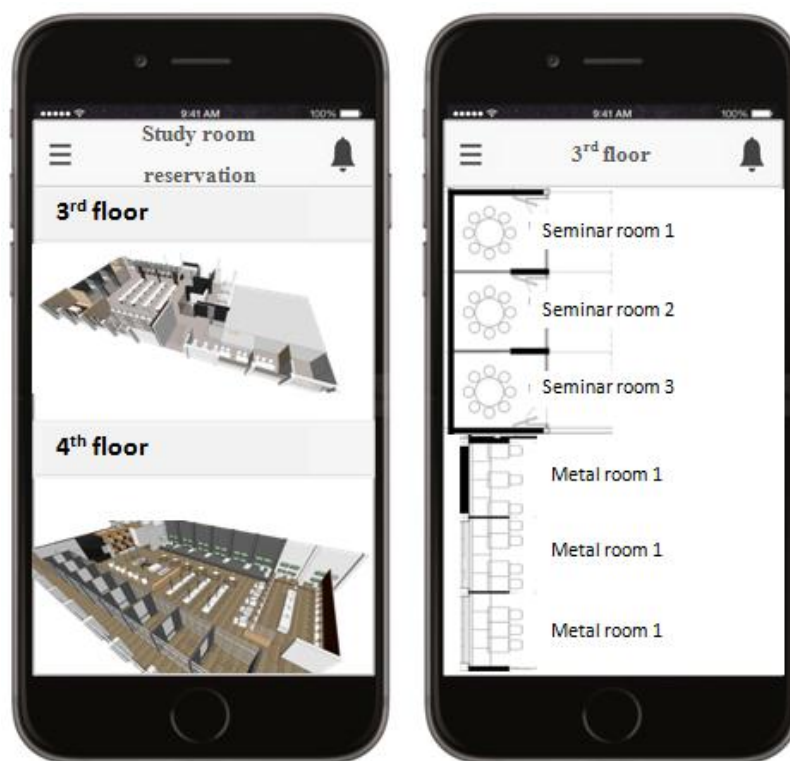 9:41 AM 100%
Study room
reservation
3rd floor
4th floor
9:41 AM 100%
3rd floor
Seminar room 1
Seminar room 2
Seminar room 3
Metal room 1
Metal room 1
Metal room 1